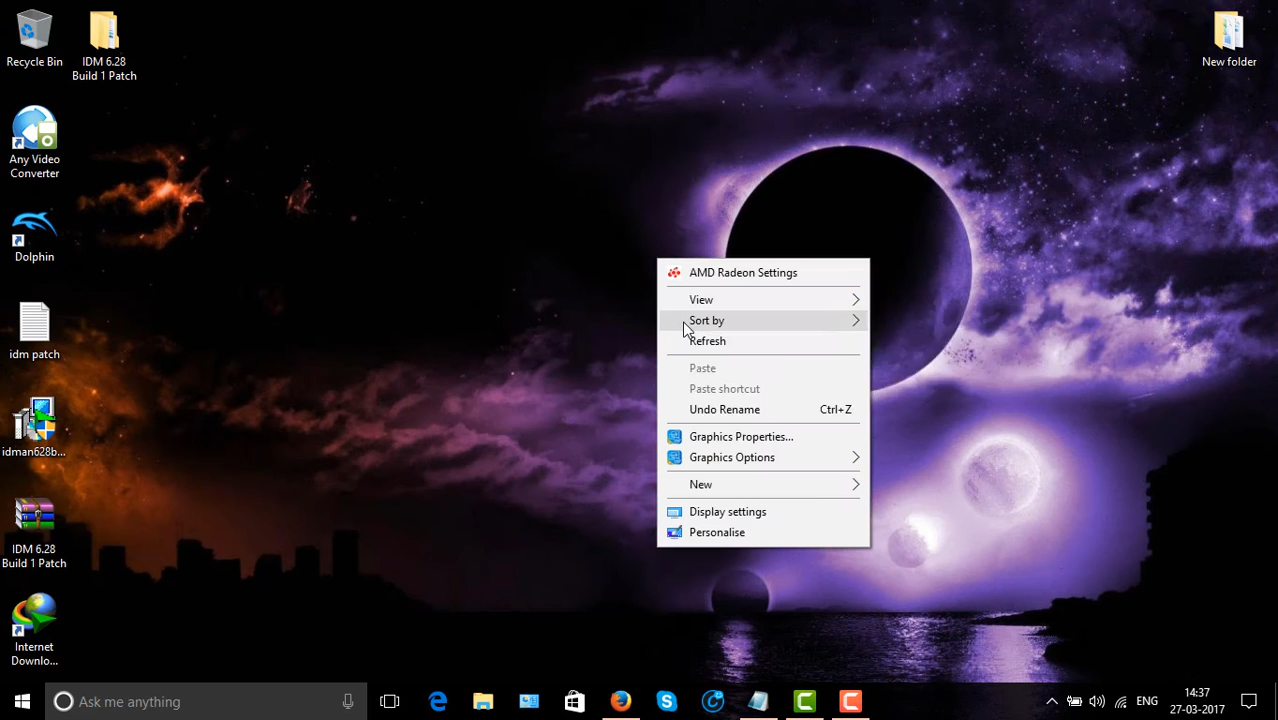 Recycle Bin
IDM 6.28
Build 1 Patch
New folder
Any Video
Converter
Dolphin
idm patch
idman628b...
IDM 6.28
Build 1 Patch
Internet
Downlo...
AMD Radeon Settings
View
Sort by
Refresh
Paste
Paste shortcut
Undo Rename Ctrl+Z
Graphics Properties...
Graphics Options
New
Display settings
Personalise
Ask me anything
ENG
14:37
27-03-2017